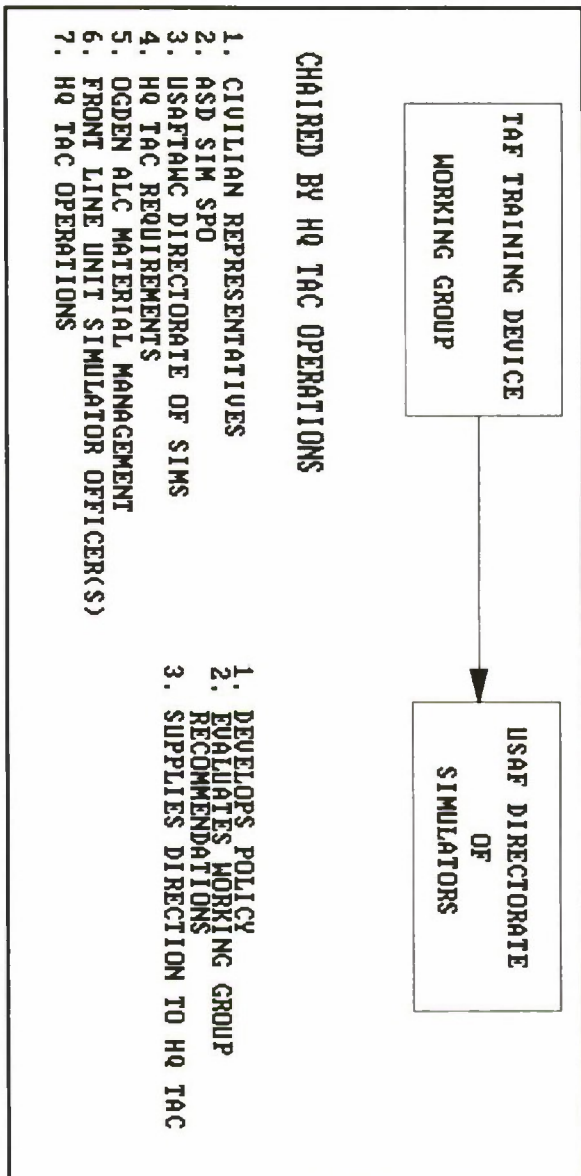 TAF TRAINING DEVICE
WORKING GROUP
USAF DIRECTORATE
OF
SIMULATORS
CHAIRED BY HQ TAC OPERATIONS
1. CIVILIAN REPRESENTATIVES
2. ASD SIM SPO
3. USAFTAWC DIRECTORATE OF SIMS
4. HQ TAC REQUIREMENTS
5. OGDEN ALC MATERIAL MANAGEMENT
6. FRONT LINE UNIT SIMULATOR OFFICER(S)
7. HQ TAC OPERATIONS
1. DEVELOPS POLICY
2. EVALUATES WORKING GROUP
RECOMMENDATIONS
3. SUPPLIES DIRECTION TO HQ TAC